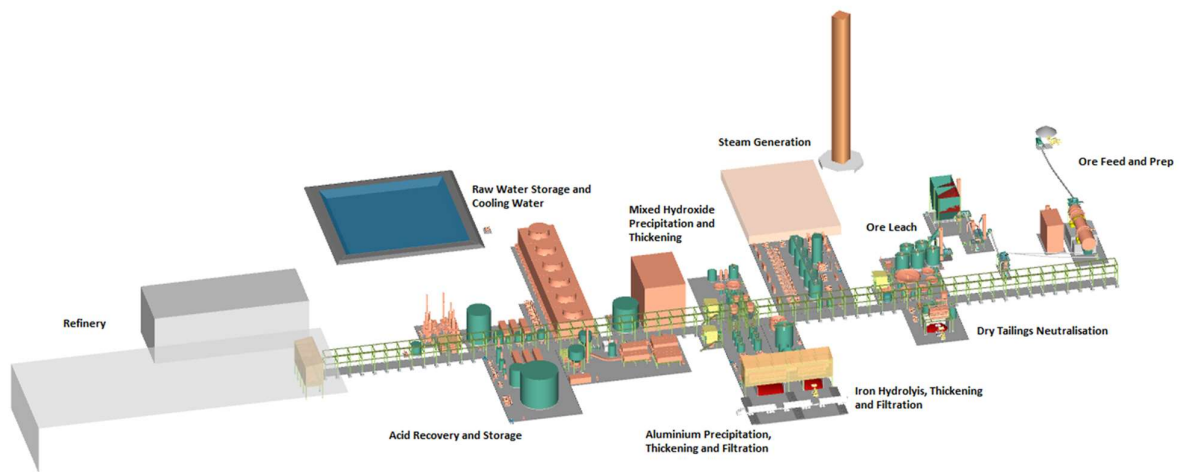 Steam Generation
Ore Feed and Prep
Raw Water Storage and
Cooling Water
Mixed Hydroxide
Precipitation and
Thickening
Ore Leach
Refinery
Dry Tailings Neutralisation
Iron Hydrolyis, Thickening
and Filtration
Acid Recovery and Storage
Aluminium Precipitation,
Thickening and Filtration